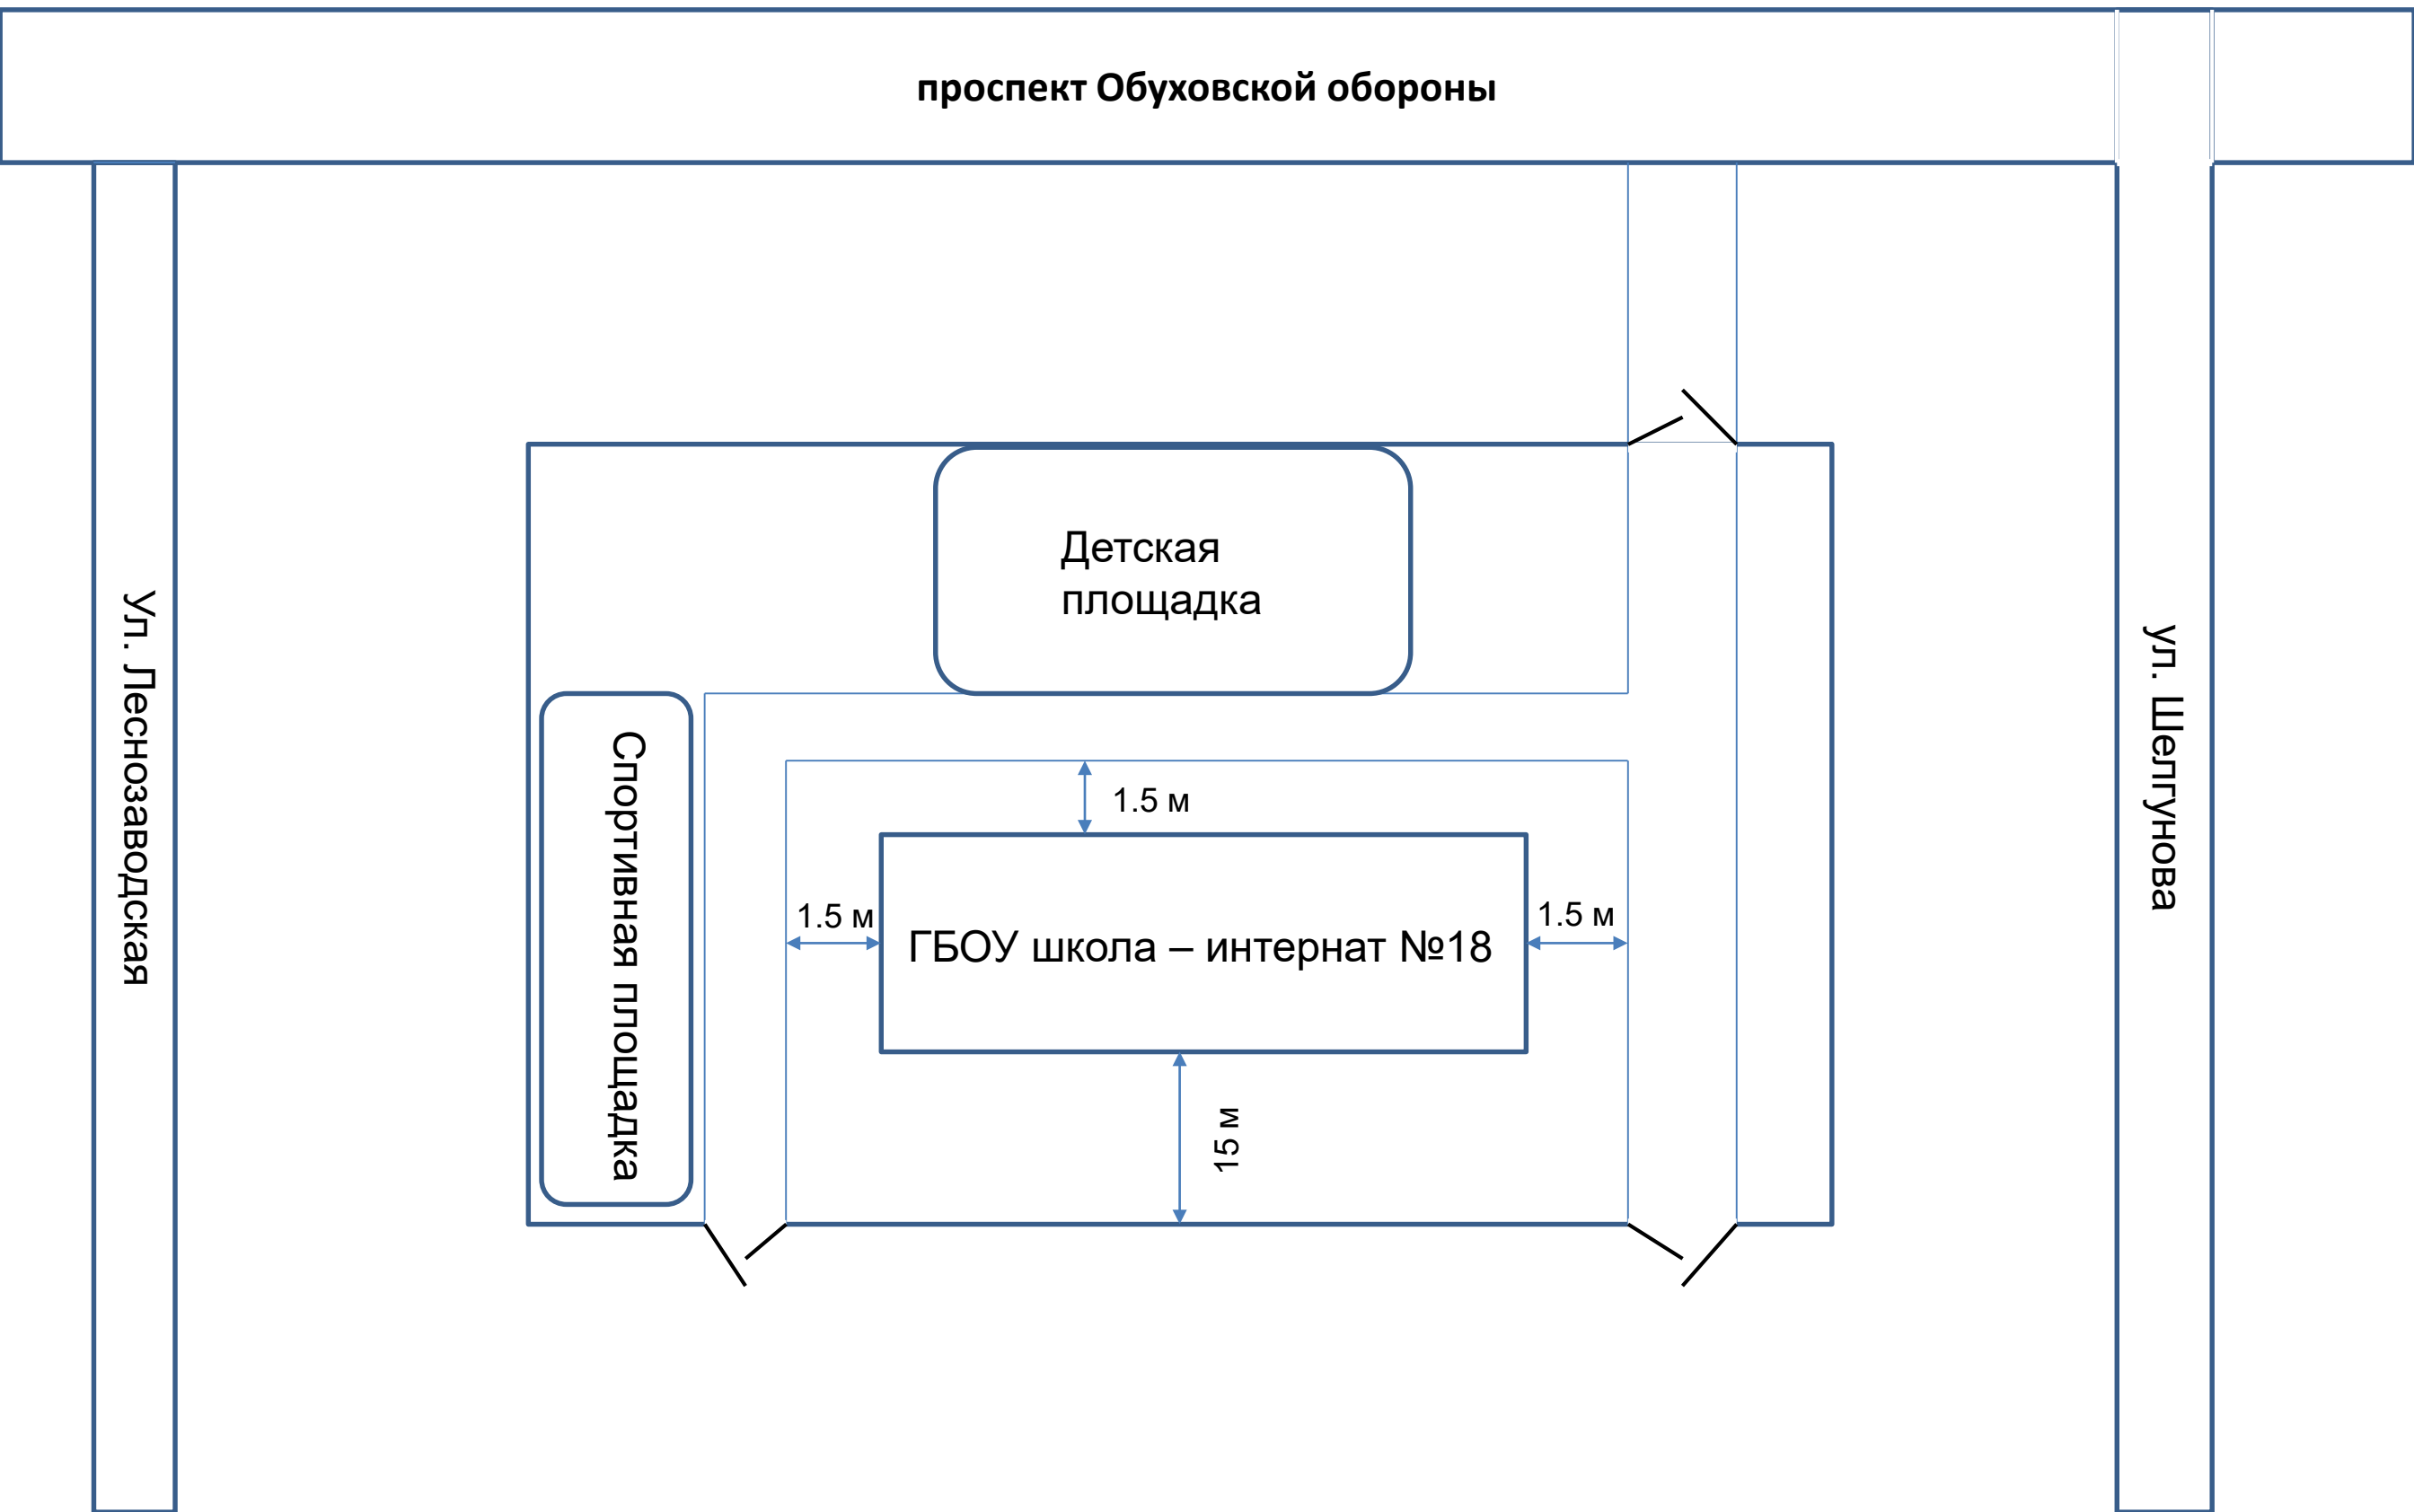 проспект Обуховской обороны
Детская
площадка
Ул. Леснозаводская
ул. Шелгунова
Спортивная площадка
1.5 м
1.5 м
ГБОУ школа – интернат №18
1.5 м
15 м